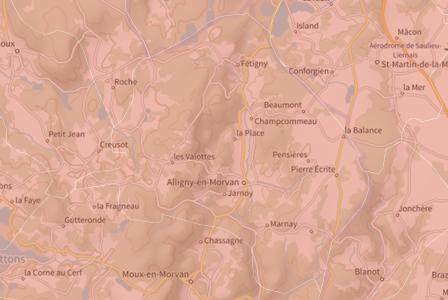 Island
Mâcon
Aérodrome de Saulieu-
Liernais
St-Martin-de-la-M
Fétigny
Conforgien
Roche
la Mer
Beaumont
Champcommeau
la Place
la Balance
Petit Jean
Creusot
les Valottes
Pensières
Pierre Écrite
Alligny-en-Morvan
Jarnoy
la Faye
la Fragneau
Gutteronde
Jonchère
Marnay
Chassagne
ttons
la Corne au Cerf
Moux-en-Morvan
Blanot
Braz